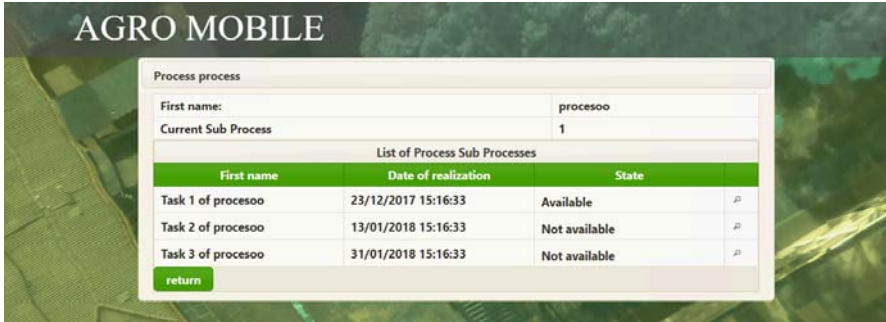 AGRO MOBILE
Process process
First name: procesoo
Current Sub Process 1
List of Process Sub Processes
First name Date of realization State
Task 1 of procesoo 23/12/2017 15:16:33 Available
Task 2 of procesoo 13/01/2018 15:16:33 Not available
Task 3 of procesoo 31/01/2018 15:16:33 Not available
return